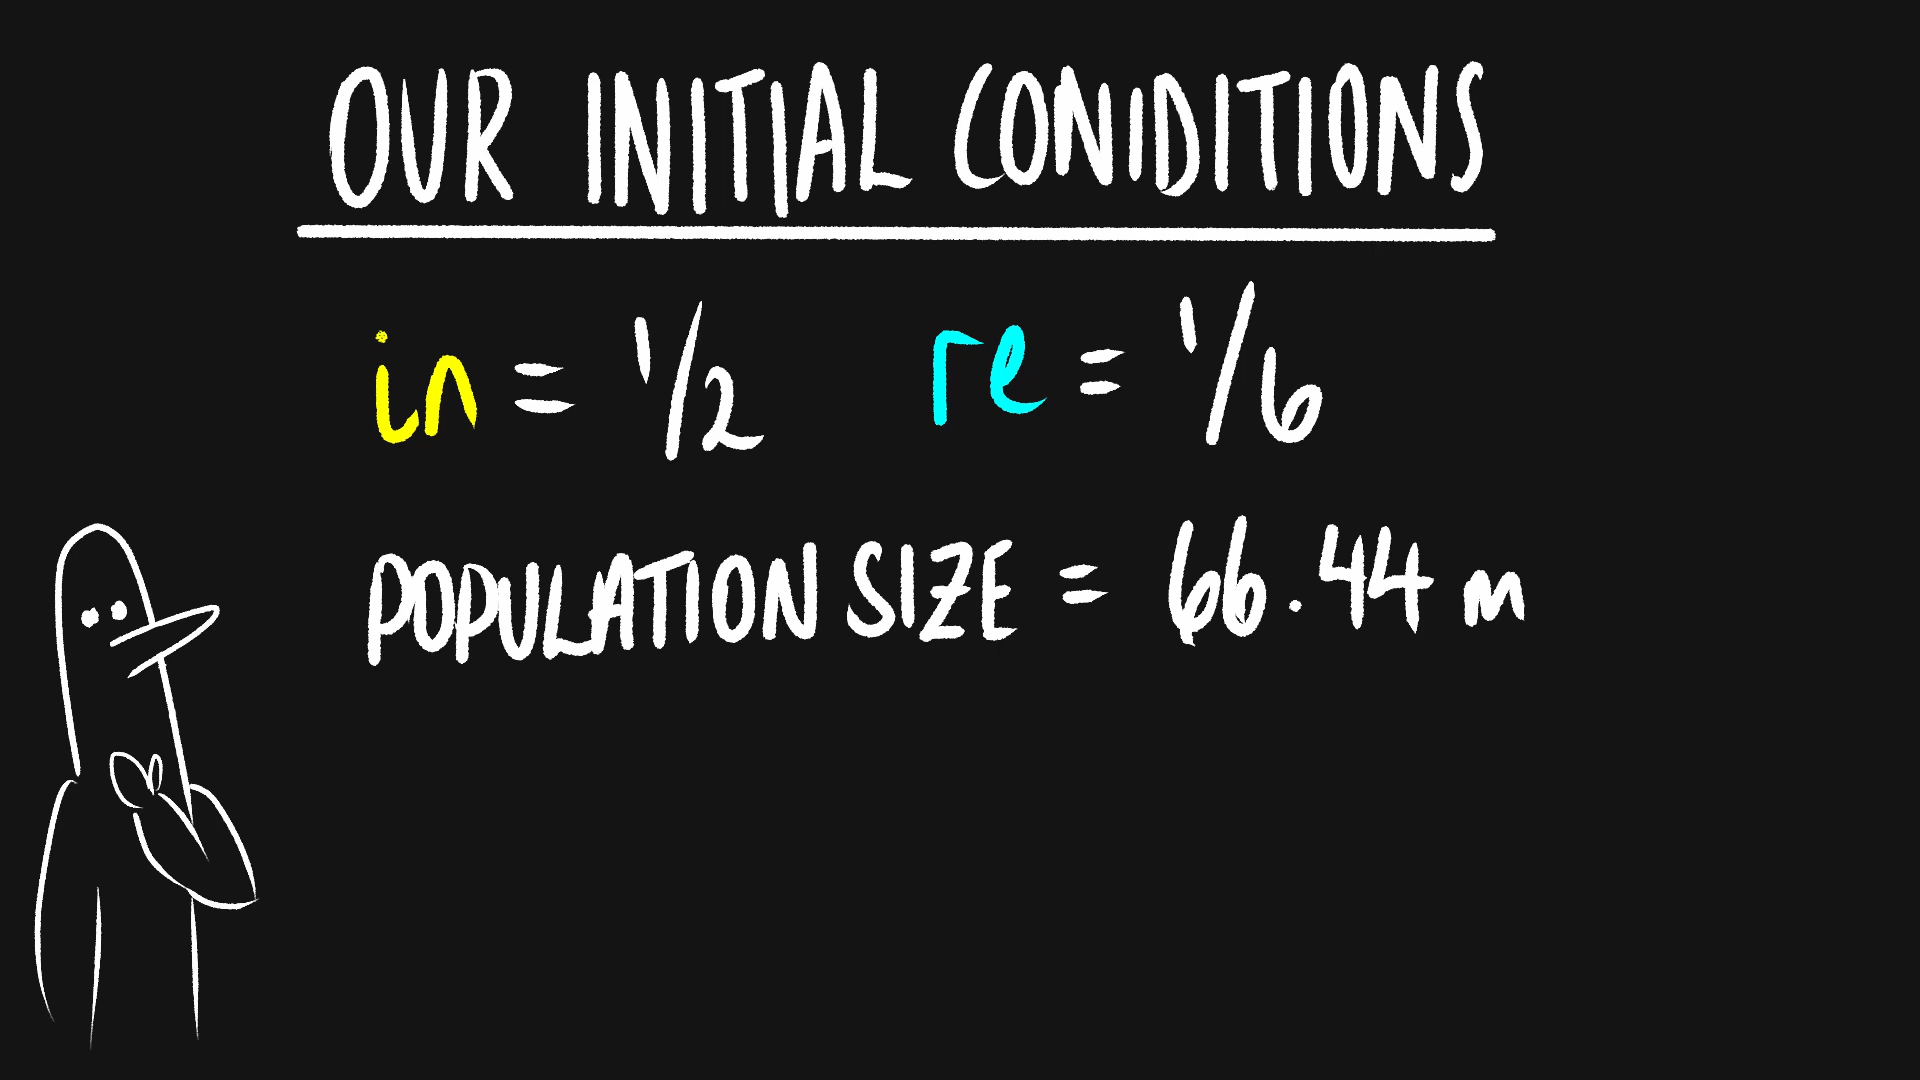 OUR INITIAL CONIDITIONS
in = 1/2 re = 1/6
POPULATION SIZE = 66.44 m